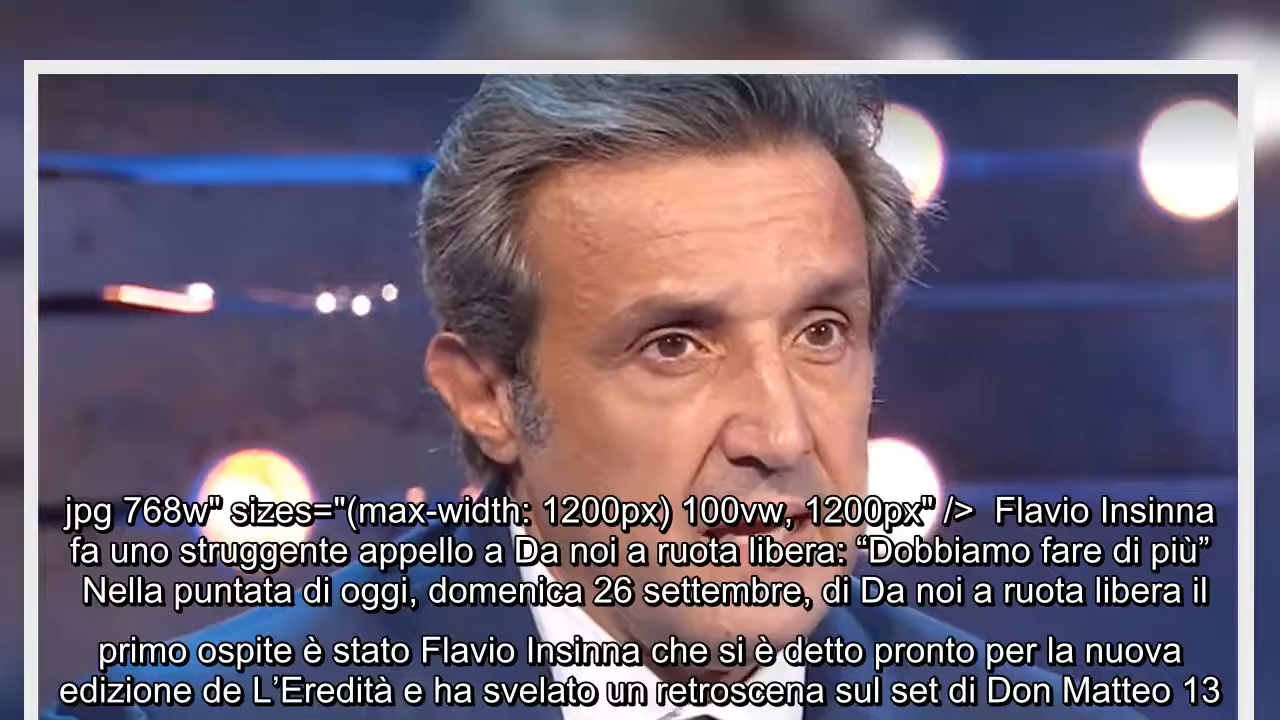 jpg 768w" sizes="(max-width: 1200px) 100vw, 1200px" /> Flavio Insinna
fa uno struggente appello a Da noi a ruota libera: “Dobbiamo fare di più”
Nella puntata di oggi, domenica 26 settembre, di Da noi a ruota libera il
primo ospite è stato Flavio Insinna che si è detto pronto per la nuova
edizione de L’Eredità e ha svelato un retroscena sul set di Don Matteo 13